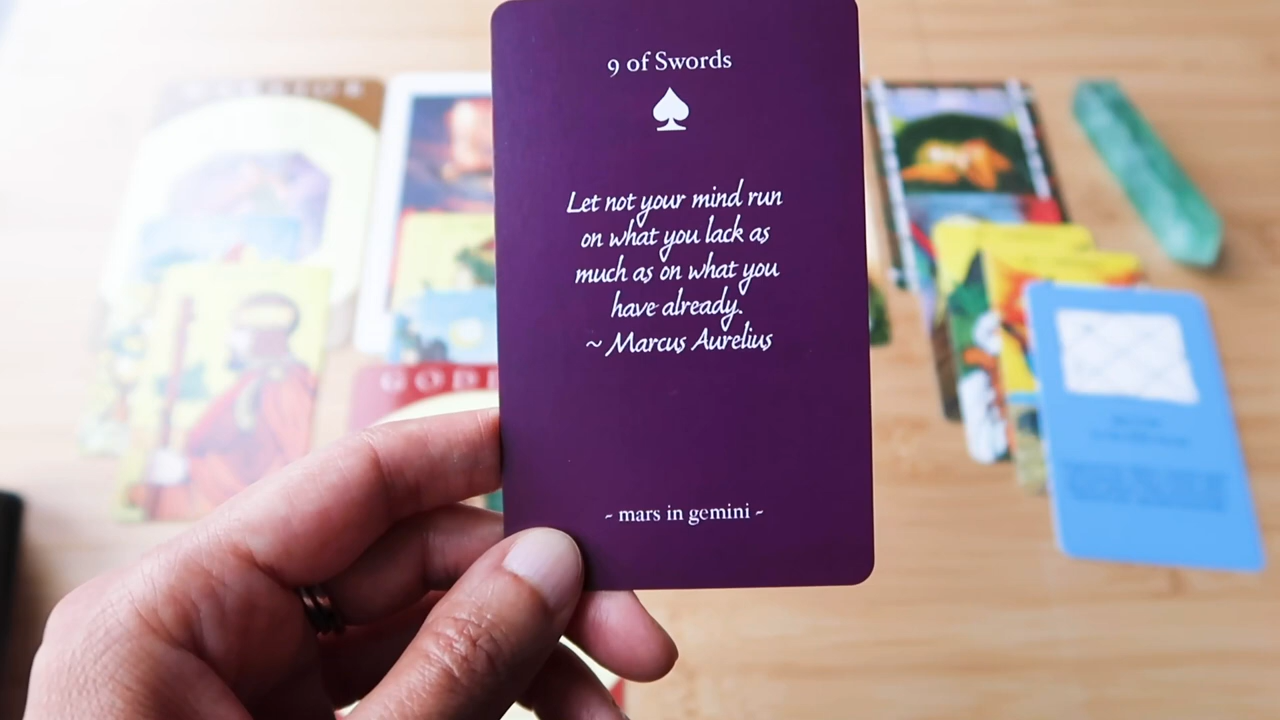 9 of Swords
Let not your mind run
on what you lack as
much as on what you
have already.
~ Marcus Aurelius
~ mars in gemini ~